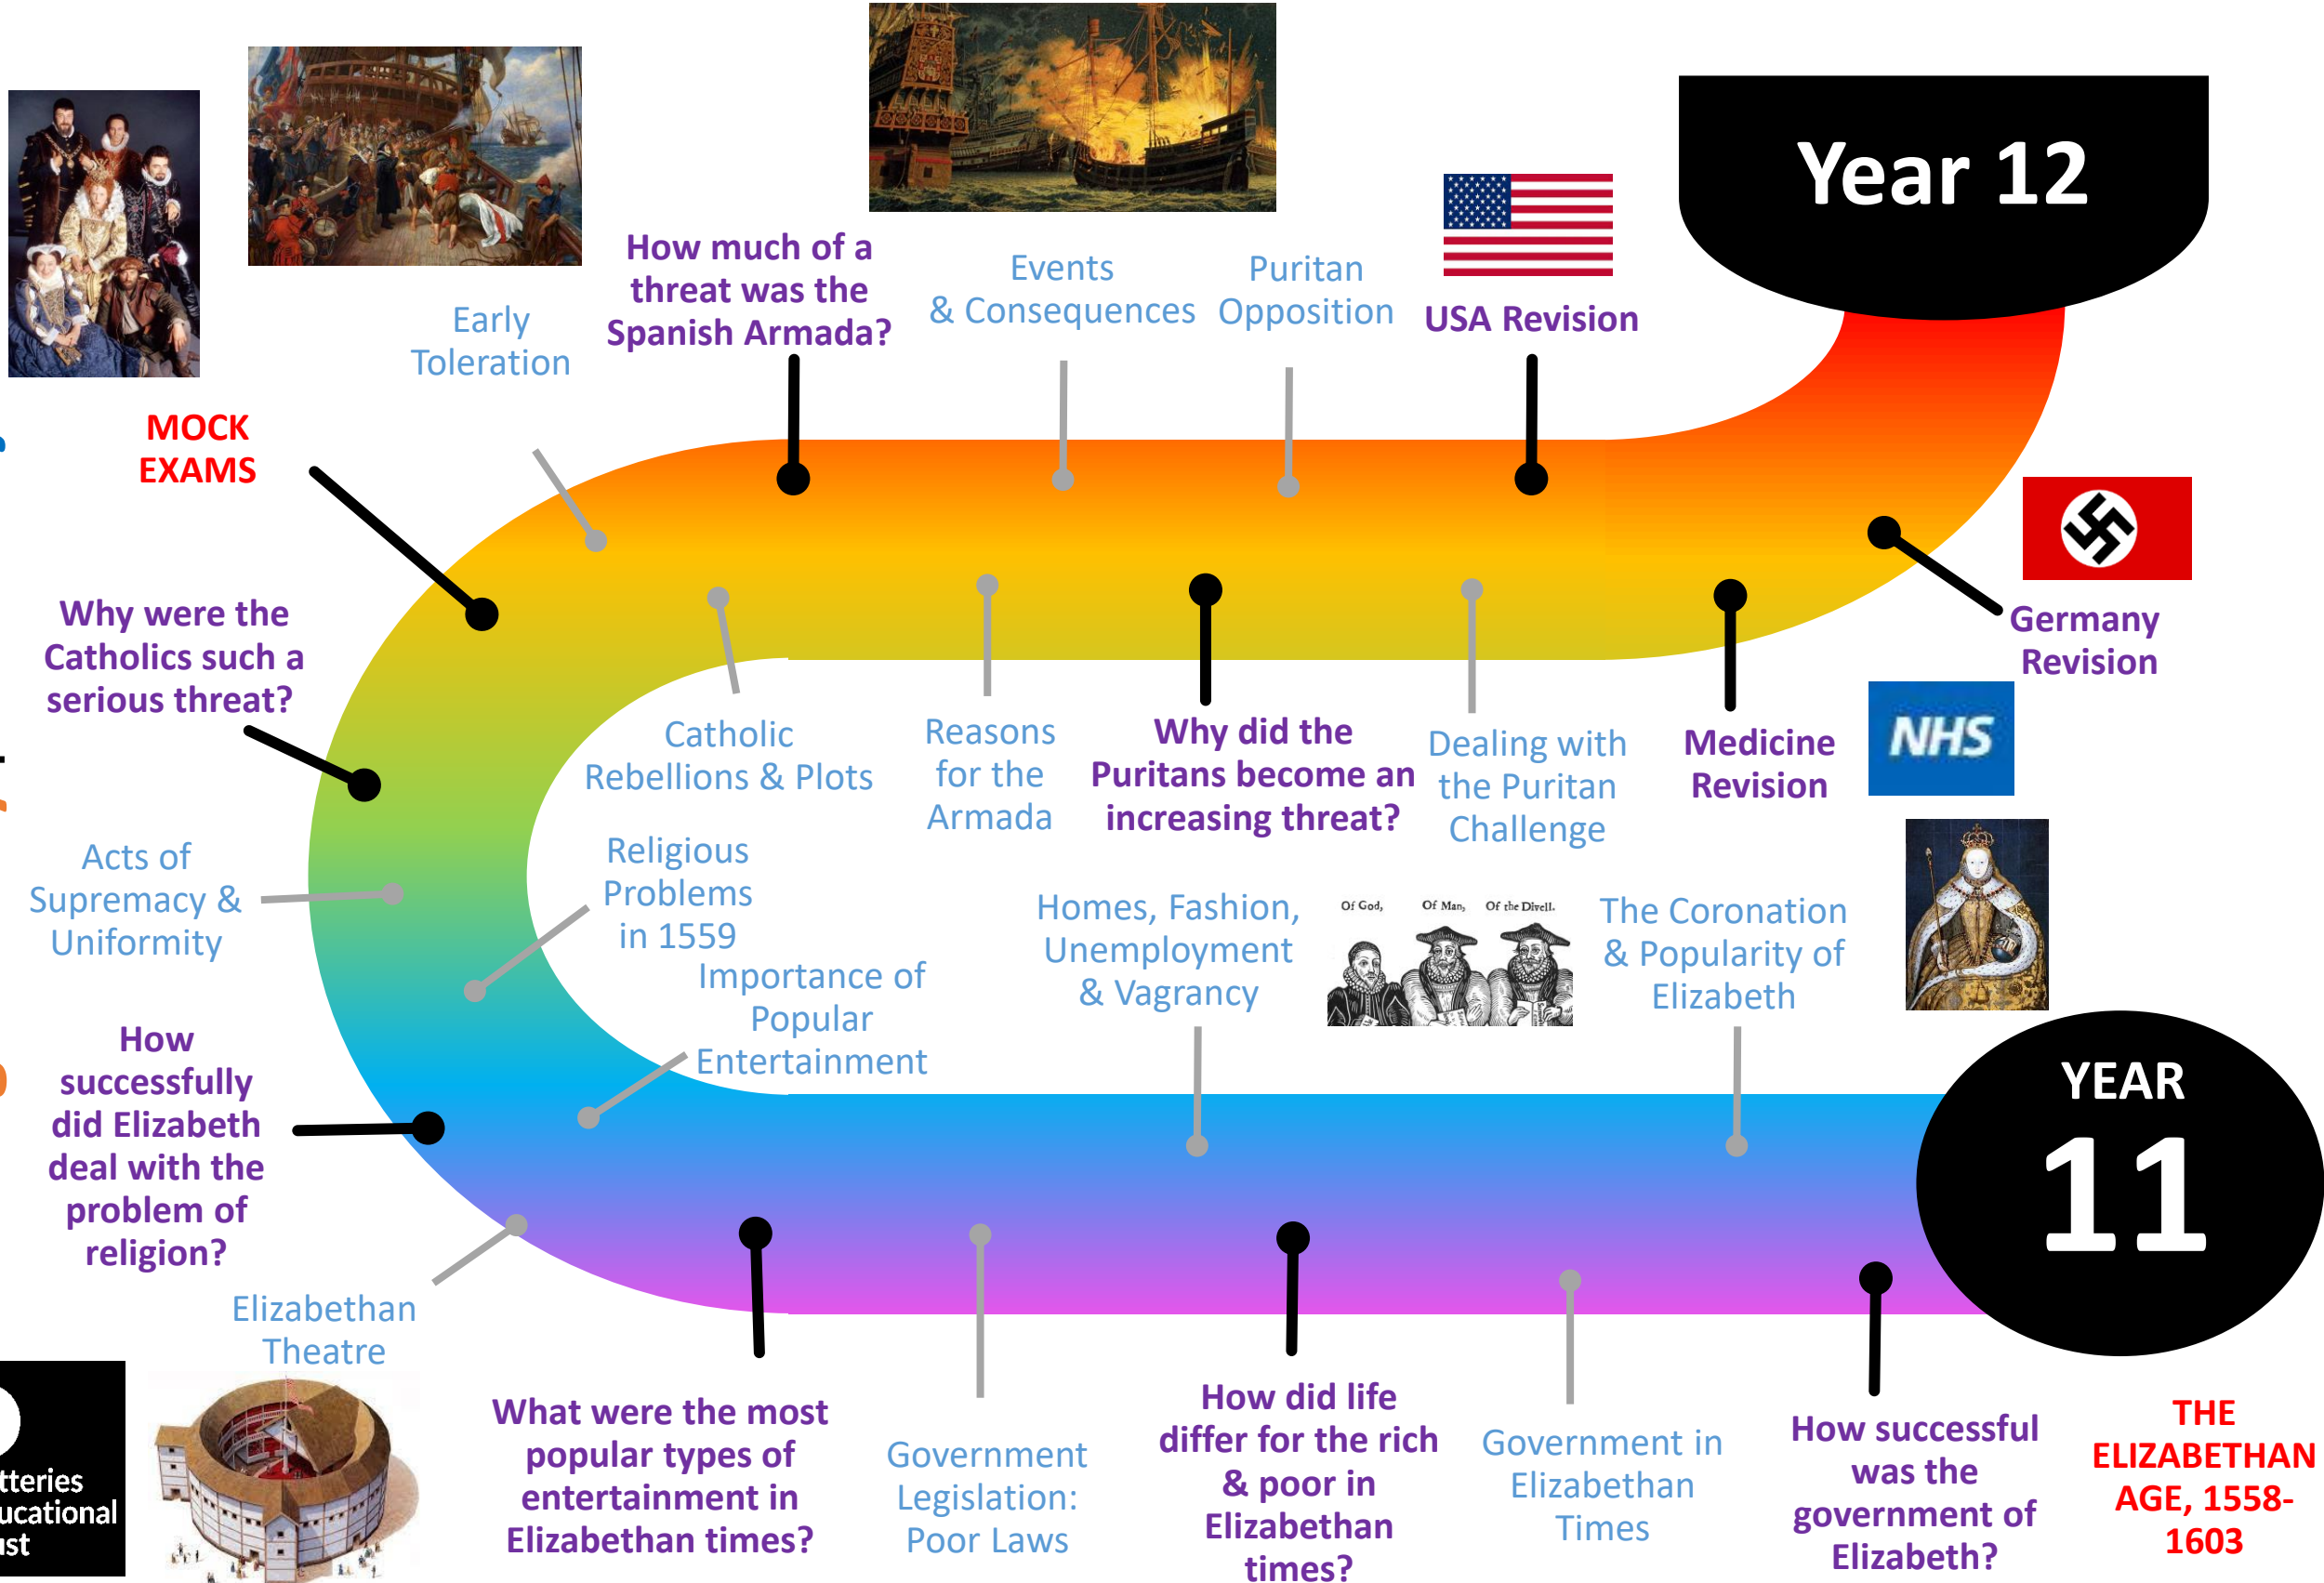 Year 12
How much of a
threat was the
Spanish Armada?
Events
& Consequences
Puritan
Opposition
USA Revision
Early
Toleration
MOCK
EXAMS
Why were the
Catholics such a
serious threat?
Germany
Revision
NHS
Catholic
Rebellions & Plots
Reasons
for the
Armada
Why did the
Puritans become an
increasing threat?
Dealing with
the Puritan
Challenge
Medicine
Revision
Acts of
Supremacy &
Uniformity
Religious
Problems
in 1559
Importance of
Popular
Entertainment
Homes, Fashion,
Unemployment
& Vagrancy
Of God, Of Man, Of the Divell.
The Coronation
& Popularity of
Elizabeth
How
successfully
did Elizabeth
deal with the
problem of
religion?
YEAR
11
Elizabethan
Theatre
What were the most
popular types of
entertainment in
Elizabethan times?
Government
Legislation:
Poor Laws
How did life
differ for the rich
& poor in
Elizabethan
times?
Government in
Elizabethan
Times
How successful
was the
government of
Elizabeth?
THE
ELIZABETHAN
AGE, 1558-
1603
tteries
ucational
ust